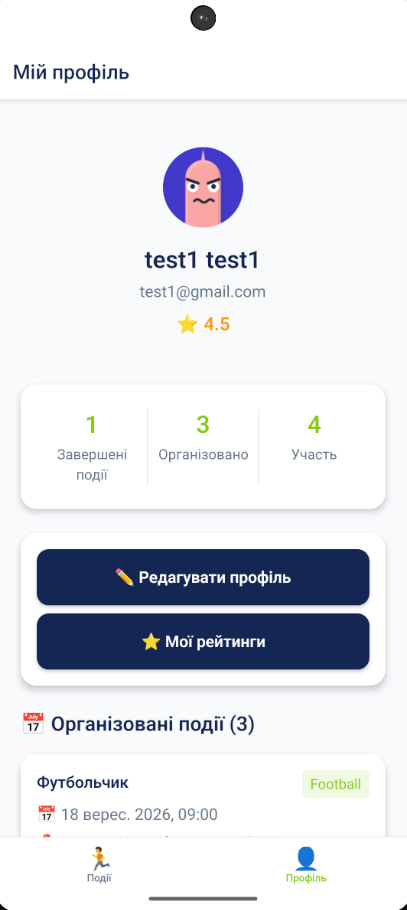 Мій профіль
test1 test1
test1@gmail.com
4.5
1
Завершені
події
3
Організовано
4
Участь
Редагувати профіль
Мої рейтинги
Організовані події (3)
Футбольчик
Football
18 верес. 2026, 09:00
Події
Профіль